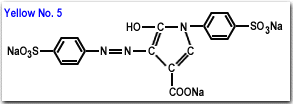 Yellow No. 5
HO
N
SO₃Na
NaO₃S
N=N
COONa